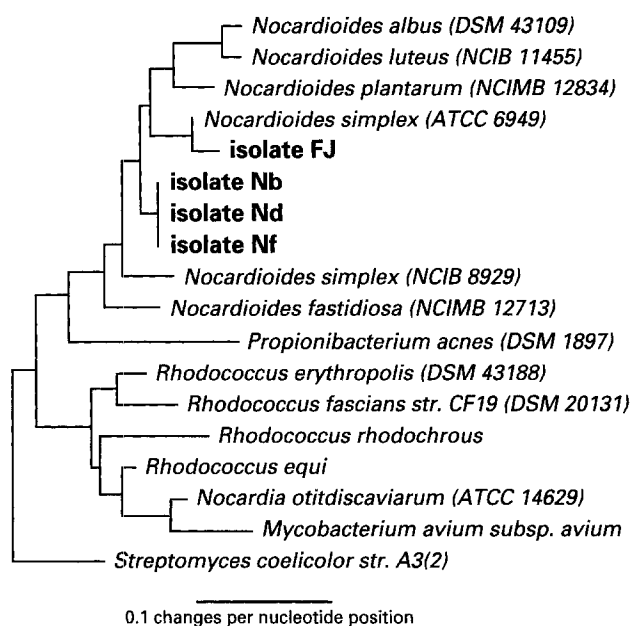 Nocardioides albus (DSM 43109)
Nocardioides luteus (NCIB 11455)
Nocardioides plantarum (NCIMB 12834)
Nocardioides simplex (ATCC 6949)
isolate FJ
isolate Nb
isolate Nd
isolate Nf
Nocardioides simplex (NCIB 8929)
Nocardioides fastidiosa (NCIMB 12713)
Propionibacterium acnes (DSM 1897)
Rhodococcus erythropolis (DSM 43188)
Rhodococcus fascians str. CF19 (DSM 20131)
Rhodococcus rhodochrous
Rhodococcus equi
Nocardia otitdiscaviarum (ATCC 14629)
Mycobacterium avium subsp. avium
Streptomyces coelicolor str. A3(2)
0.1 changes per nucleotide position